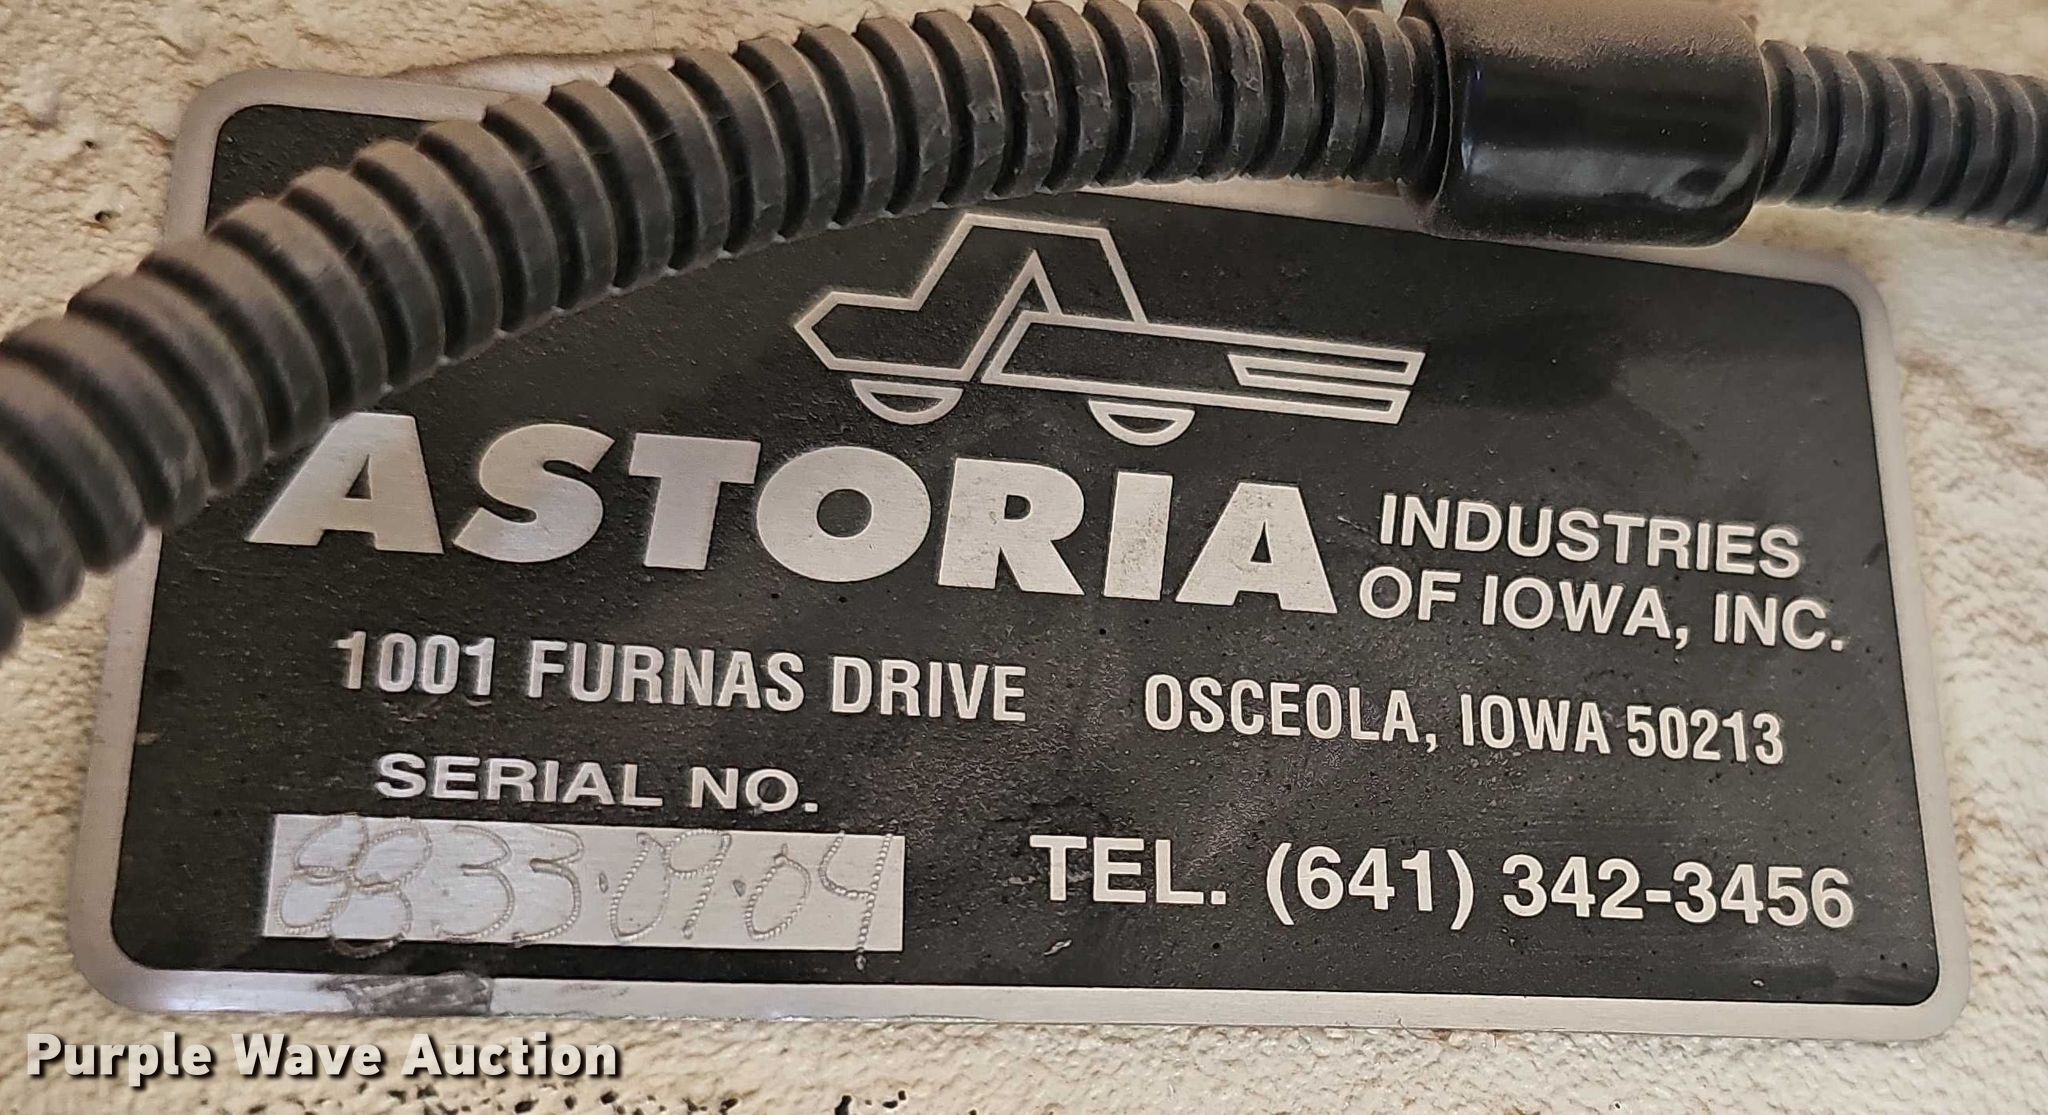 ASTORIA INDUSTRIES
OF IOWA, INC.
1001 FURNAS DRIVE OSCEOLA, IOWA 50213
SERIAL NO.
8833·09·04
TEL. (641) 342-3456
Purple Wave Auction